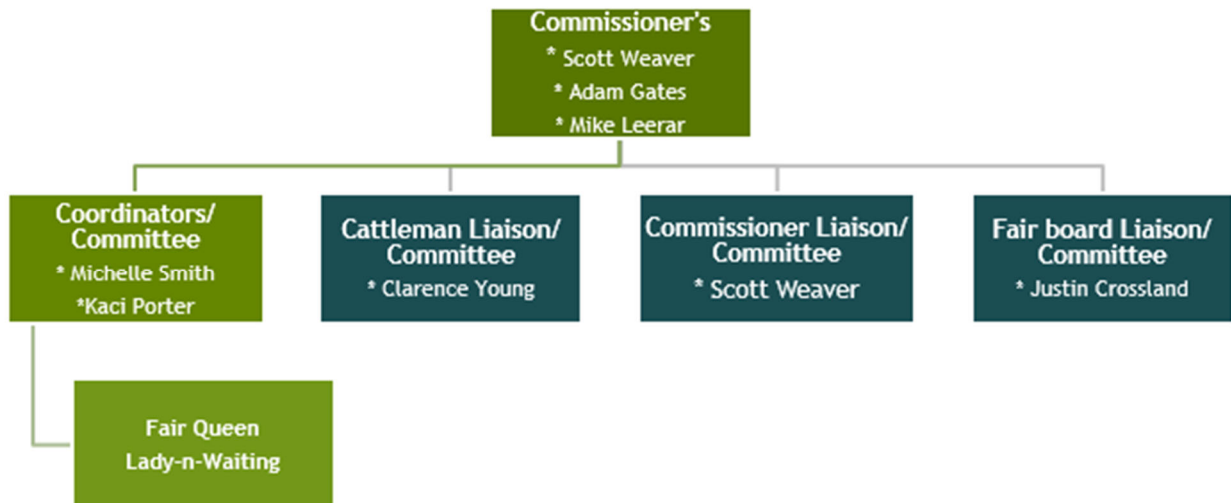 Commissioner's
* Scott Weaver
* Adam Gates
* Mike Leerar
Coordinators/
Committee
* Michelle Smith
*Kaci Porter
Cattleman Liaison/
Committee
* Clarence Young
Commissioner Liaison/
Committee
* Scott Weaver
Fair board Liaison/
Committee
* Justin Crossland
Fair Queen
Lady-n-Waiting